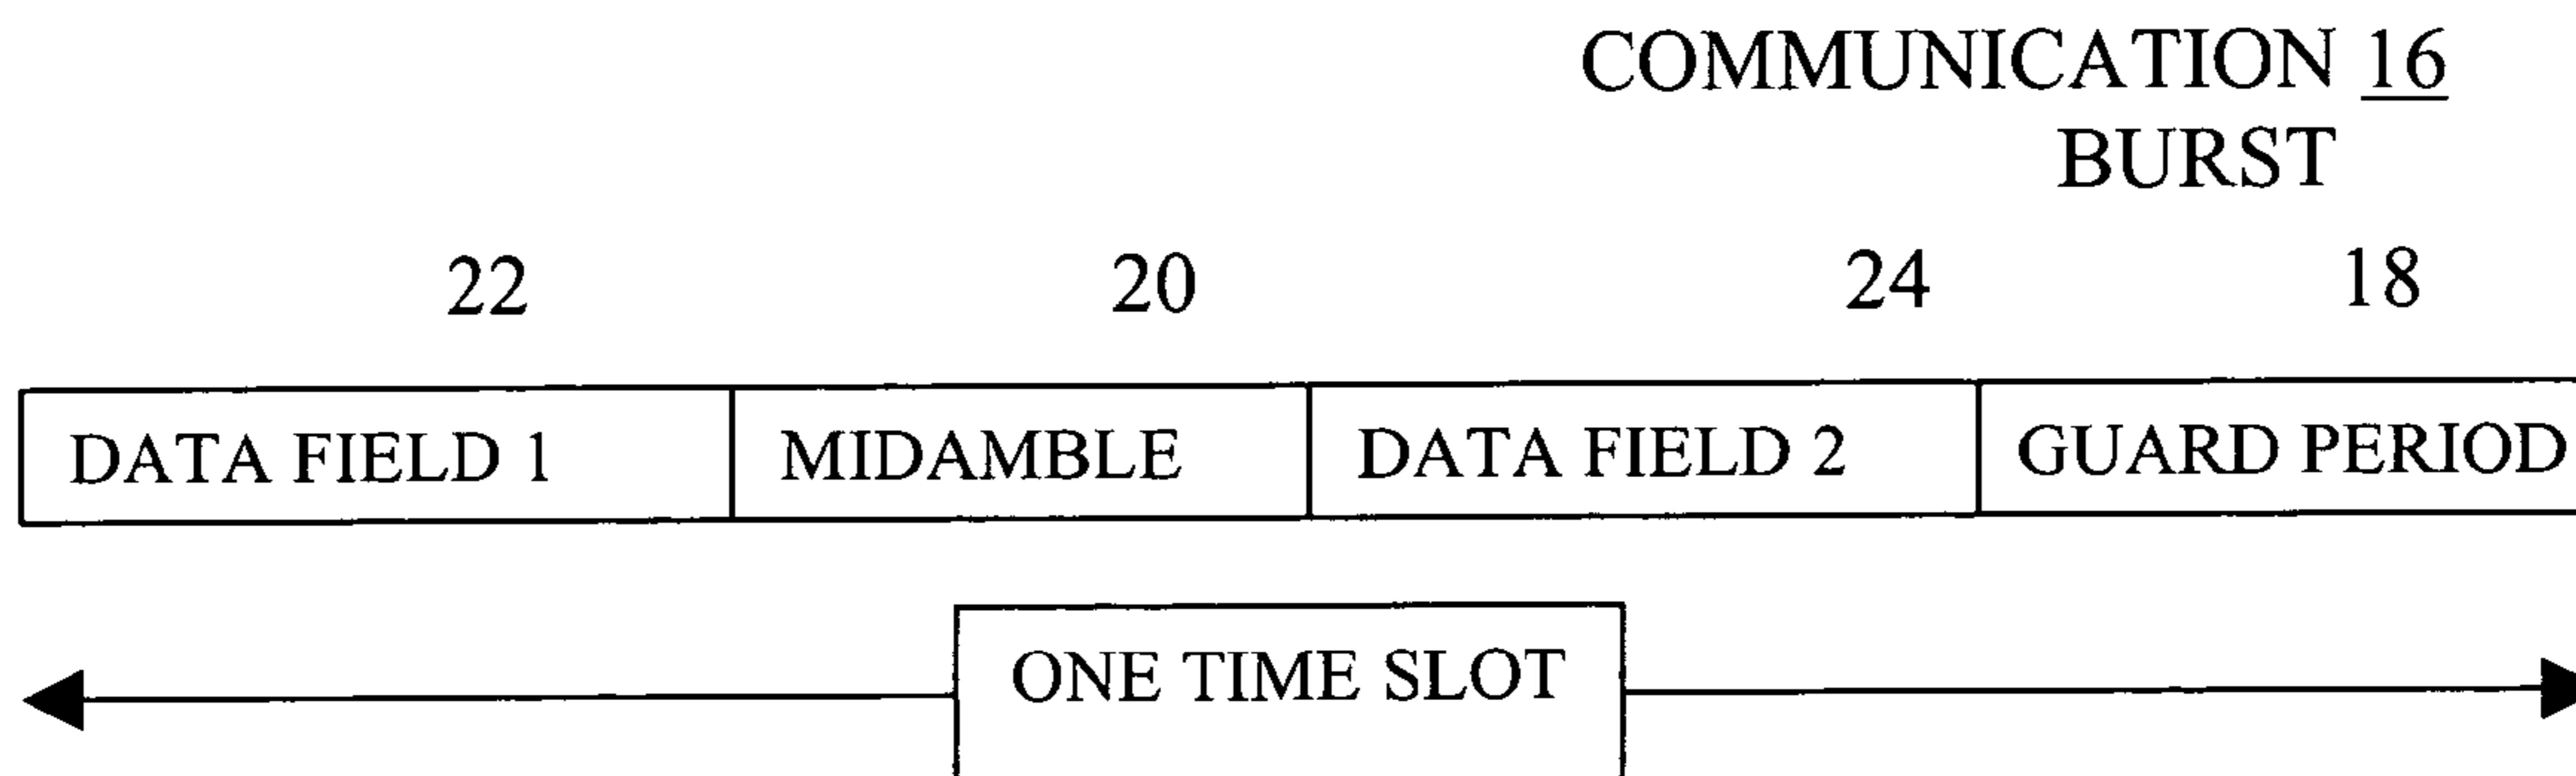 COMMUNICATION 16
BURST
22 20 24 18
DATA FIELD 1 MIDAMBLE DATA FIELD 2 GUARD PERIOD
ONE TIME SLOT